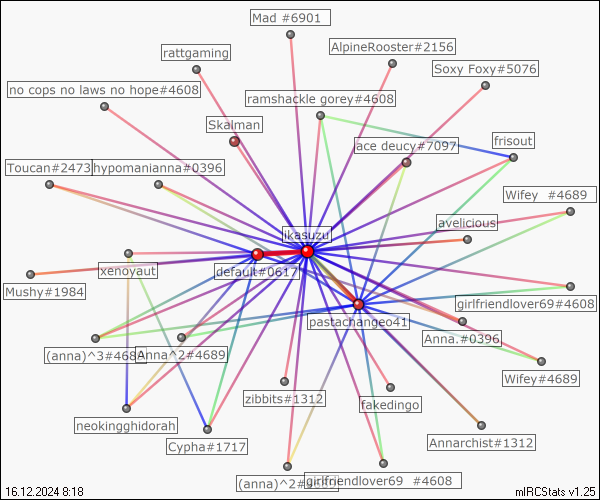 Mad #6901
AlpineRooster#2156
rattgaming
Soxy Foxy#5076
no cops no laws no hope#4608
ramshackle gorey#4608
Skaiman
ace deucy#7097
frisout
Toucan#2473
hypomanianna#0396
Wifey #4689
avelicious
ikasuzu
xenoyaut
default#0617
Mushy#1984
girlfriendlover69#4608
pastachangeo41
Anna.#0396
(anna)^3#468
Anna^2#4689
Wifey#4689
zibbits#1312
fakedingo
neokingghidorah
Cypha#1717
Annarchist#1312
(anna)^2#
girlfriendlover69 #4608
16.12.2024 8:18
mIRCStats v1.25